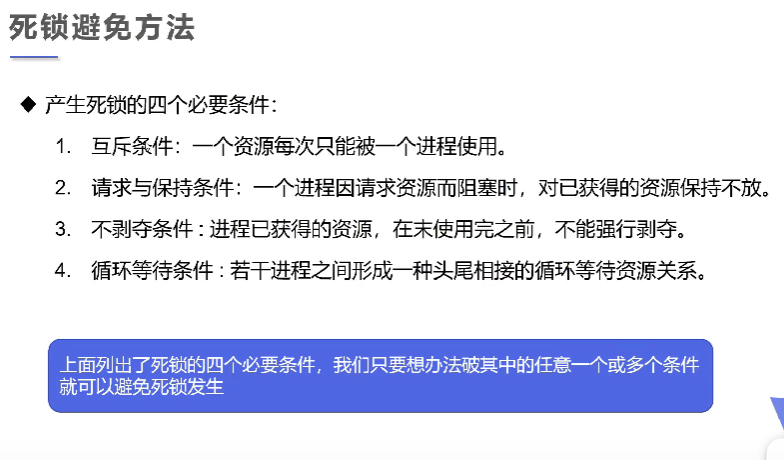 死锁避免方法
◆ 产生死锁的四个必要条件：
1. 互斥条件：一个资源每次只能被一个进程使用。
2. 请求与保持条件：一个进程因请求资源而阻塞时，对已获得的资源保持不放。
3. 不剥夺条件 : 进程已获得的资源，在末使用完之前，不能强行剥夺。
4. 循环等待条件 : 若干进程之间形成一种头尾相接的循环等待资源关系。
上面列出了死锁的四个必要条件，我们只要想办法破其中的任意一个或多个条件
就可以避免死锁发生